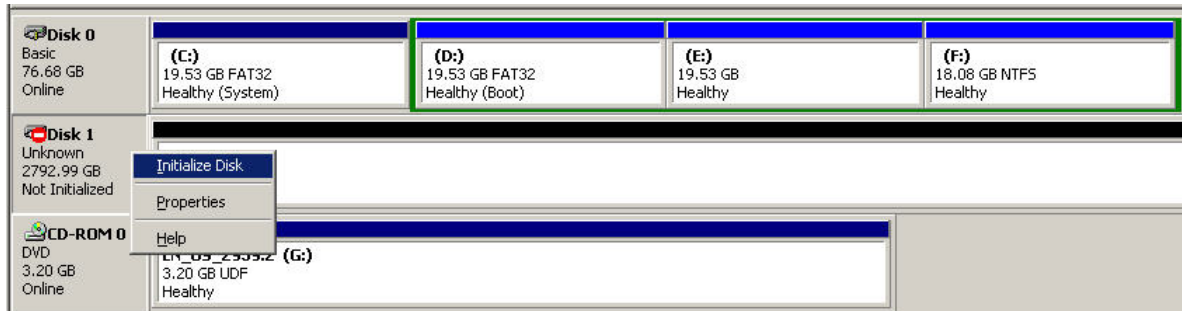 Disk 0
Basic
76.68 GB
Online
(C:)
19.53 GB FAT32
Healthy (System)
(D:)
19.53 GB FAT32
Healthy (Boot)
(E:)
19.53 GB
Healthy
(F:)
18.08 GB NTFS
Healthy
Disk 1
Unknown
2792.99 GB
Not Initialized
Initialize Disk
Properties
Help
CD-ROM 0
DVD
3.20 GB
Online
(G:)
3.20 GB UDF
Healthy